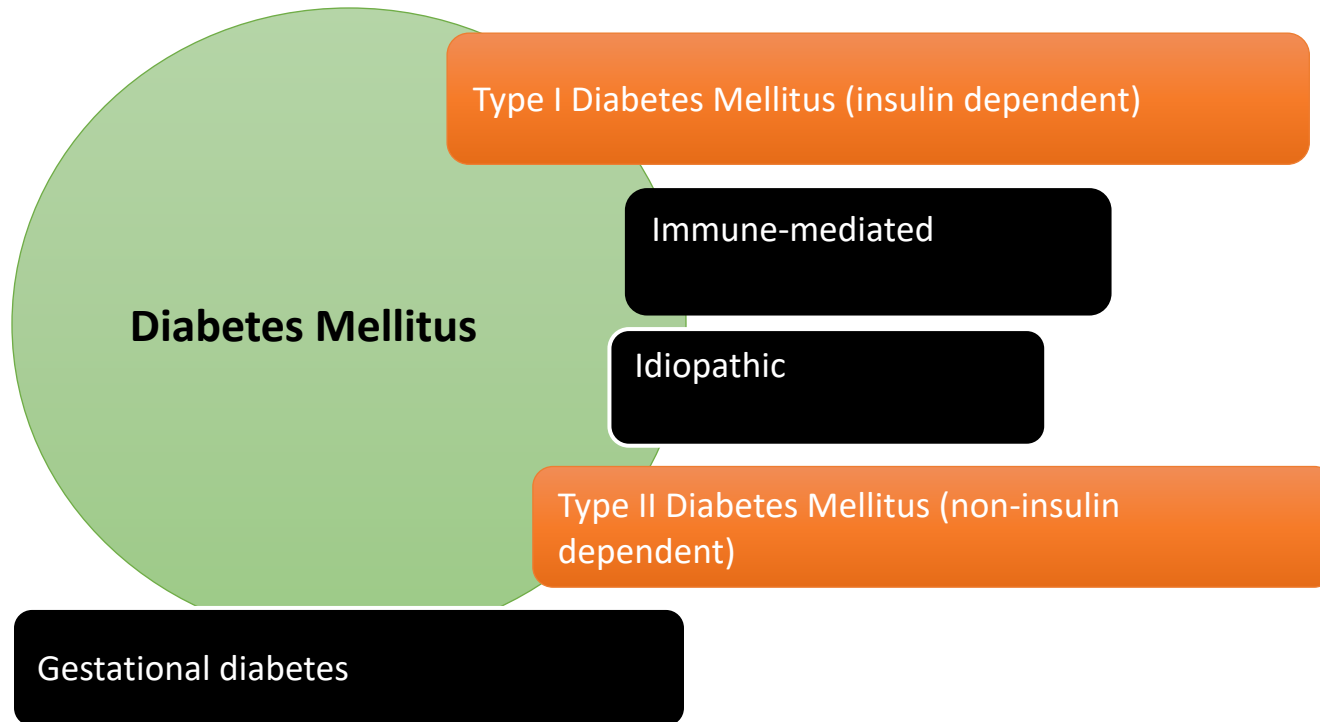 Type I Diabetes Mellitus (insulin dependent)
Immune-mediated
Diabetes Mellitus
Idiopathic
Type II Diabetes Mellitus (non-insulin
dependent)
Gestational diabetes